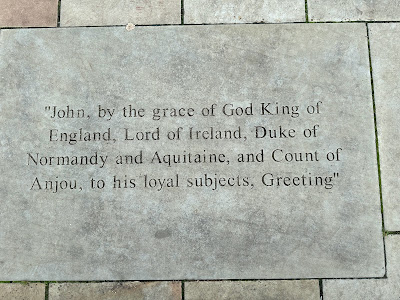 "John, by the grace of God King of
England, Lord of Ireland, Duke of
Normandy and Aquitaine, and Count of
Anjou, to his loyal subjects, Greeting"